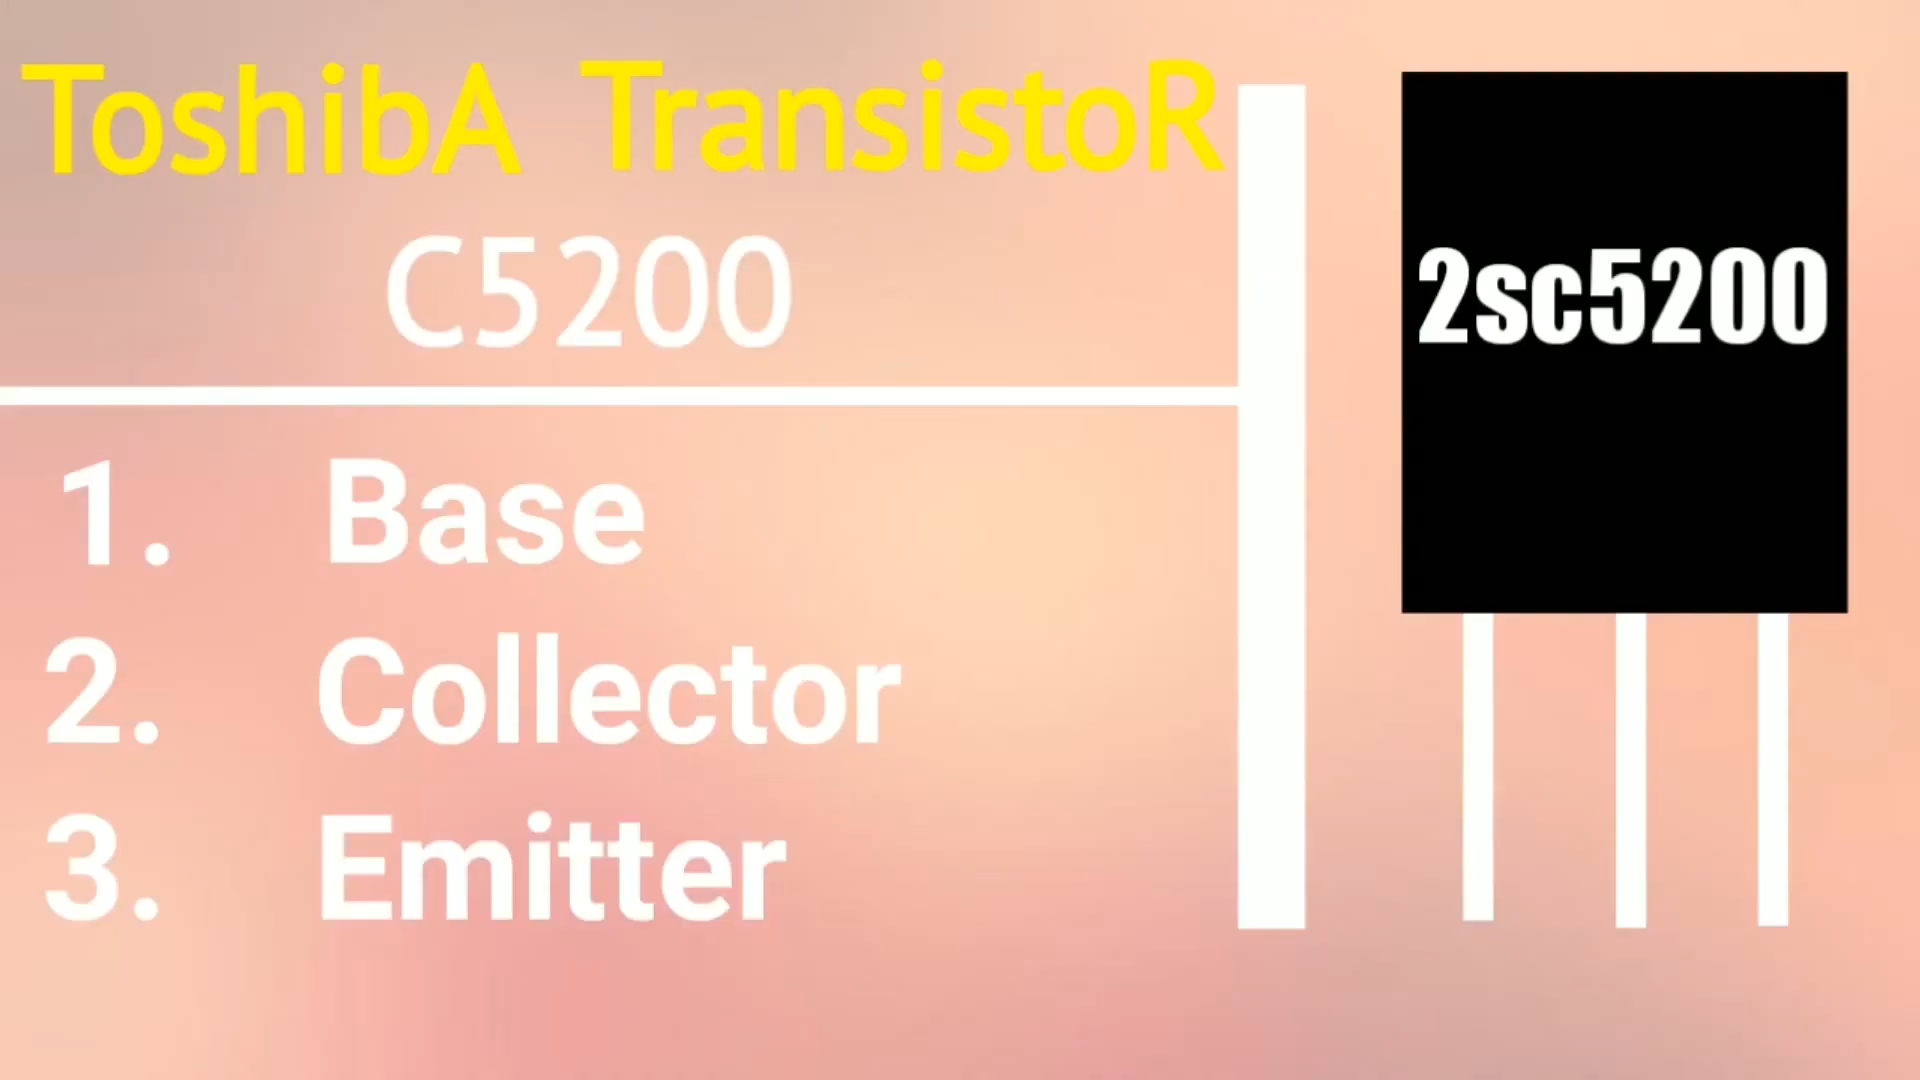 ToshibA TransistoR
C5200
1. Base
2. Collector
3. Emitter
2sc5200